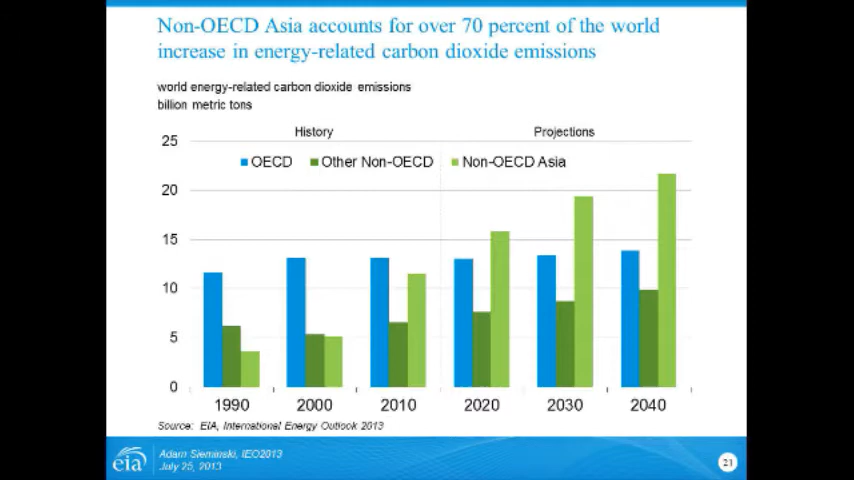 Non-OECD Asia accounts for over 70 percent of the world
increase in energy-related carbon dioxide emissions
world energy-related carbon dioxide emissions
billion metric tons
History
Projections
25
OECD
Other Non-OECD
Non-OECD Asia
20
15
10
5
0
1990
2000
2010
2020
2030
2040
Source: EIA, International Energy Outlook 2013
eia
Adam Sieminski, IEO2013
July 25, 2013
21